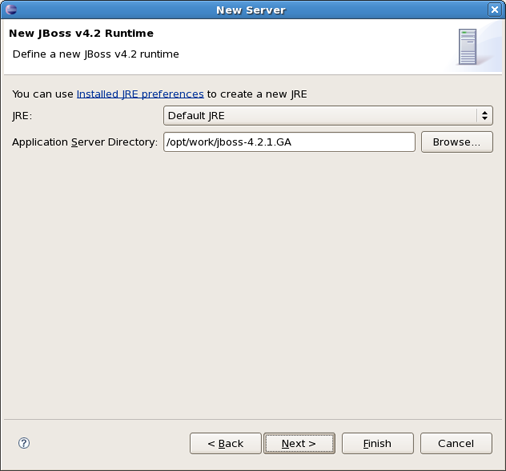 New Server
New JBoss v4.2 Runtime
Define a new JBoss v4.2 runtime
You can use Installed JRE preferences to create a new JRE
JRE: Default JRE
Application Server Directory: /opt/work/jboss-4.2.1.GA Browse...
? < Back Next > Finish Cancel